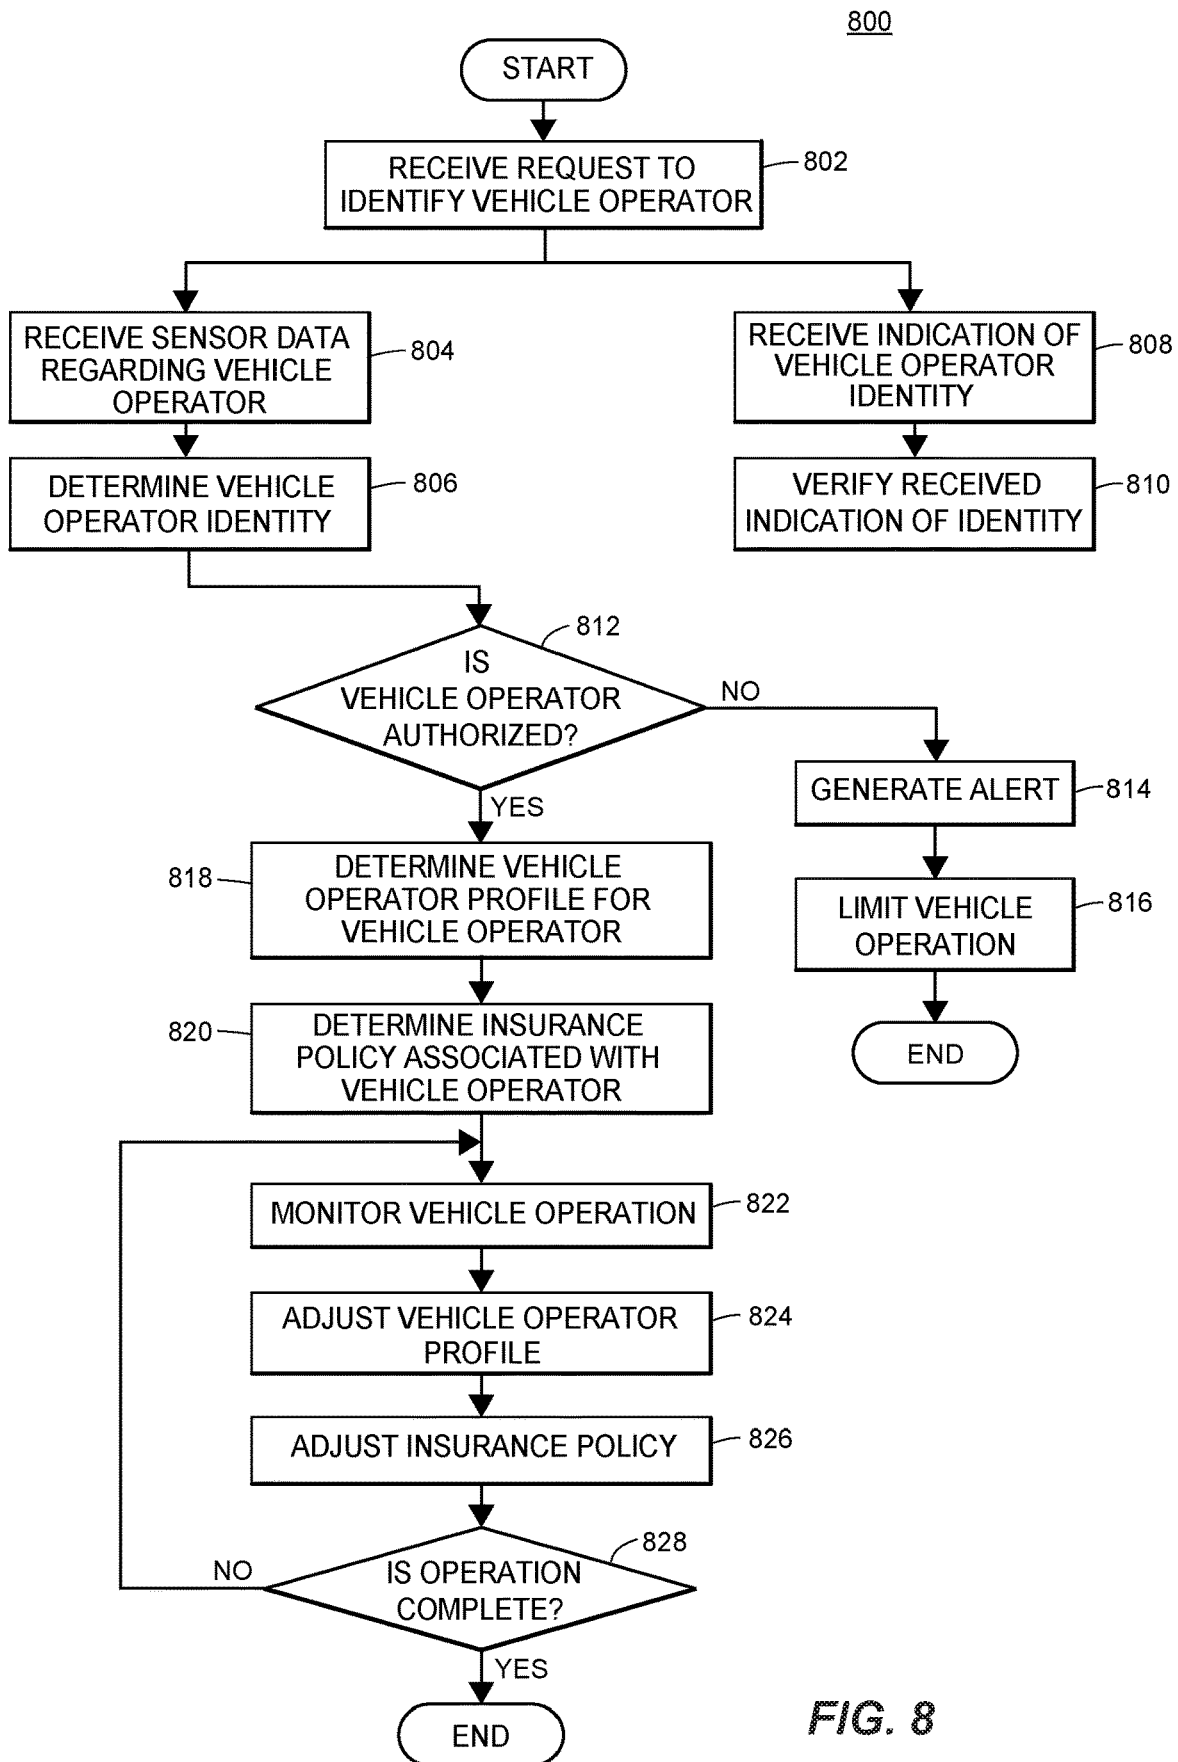 800
START
RECEIVE REQUEST TO
IDENTIFY VEHICLE OPERATOR
802
RECEIVE SENSOR DATA
REGARDING VEHICLE
OPERATOR
804
RECEIVE INDICATION OF
VEHICLE OPERATOR
IDENTITY
808
DETERMINE VEHICLE
OPERATOR IDENTITY
806
VERIFY RECEIVED
INDICATION OF IDENTITY
810
812
IS
VEHICLE OPERATOR
AUTHORIZED?
NO
YES
GENERATE ALERT
814
LIMIT VEHICLE
OPERATION
816
END
818
DETERMINE VEHICLE
OPERATOR PROFILE FOR
VEHICLE OPERATOR
820
DETERMINE INSURANCE
POLICY ASSOCIATED WITH
VEHICLE OPERATOR
MONITOR VEHICLE OPERATION
822
ADJUST VEHICLE OPERATOR
PROFILE
824
ADJUST INSURANCE POLICY
826
828
NO
IS OPERATION
COMPLETE?
YES
END
FIG. 8